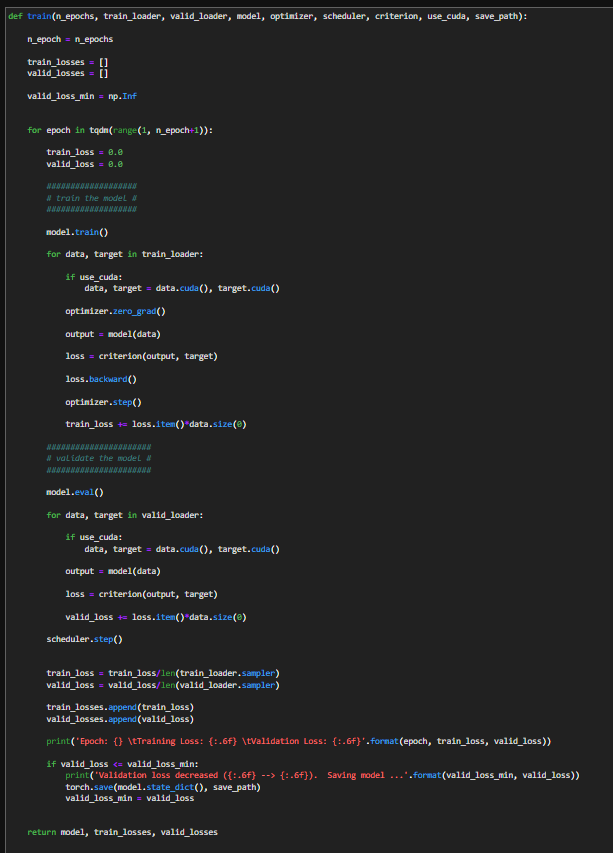 def train(n_epochs, train_loader, valid_loader, model, optimizer, scheduler, criterion, use_cuda, save_path):
n_epoch = n_epochs
train_losses = []
valid_losses = []
valid_loss_min = np.Inf
for epoch in tqdm(range(1, n_epoch+1)):
train_loss = 0.0
valid_loss = 0.0
###################
# train the model #
###################
model.train()
for data, target in train_loader:
if use_cuda:
data, target = data.cuda(), target.cuda()
optimizer.zero_grad()
output = model(data)
loss = criterion(output, target)
loss.backward()
optimizer.step()
train_loss += loss.item()*data.size(0)
######################
# validate the model #
######################
model.eval()
for data, target in valid_loader:
if use_cuda:
data, target = data.cuda(), target.cuda()
output = model(data)
loss = criterion(output, target)
valid_loss += loss.item()*data.size(0)
scheduler.step()
train_loss = train_loss/len(train_loader.sampler)
valid_loss = valid_loss/len(valid_loader.sampler)
train_losses.append(train_loss)
valid_losses.append(valid_loss)
print('Epoch: {} \tTraining Loss: {:.6f} \tValidation Loss: {:.6f}'.format(epoch, train_loss, valid_loss))
if valid_loss <= valid_loss_min:
print('Validation loss decreased ({:.6f} --> {:.6f}).  Saving model ...'.format(valid_loss_min, valid_loss))
torch.save(model.state_dict(), save_path)
valid_loss_min = valid_loss
return model, train_losses, valid_losses